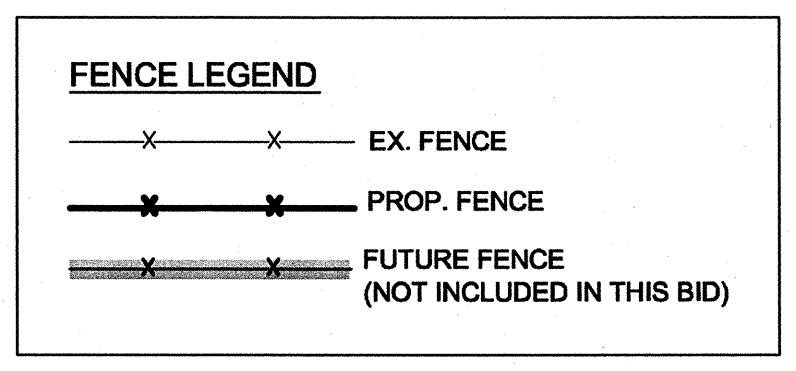 FENCE LEGEND
EX. FENCE
PROP. FENCE
FUTURE FENCE
(NOT INCLUDED IN THIS BID)